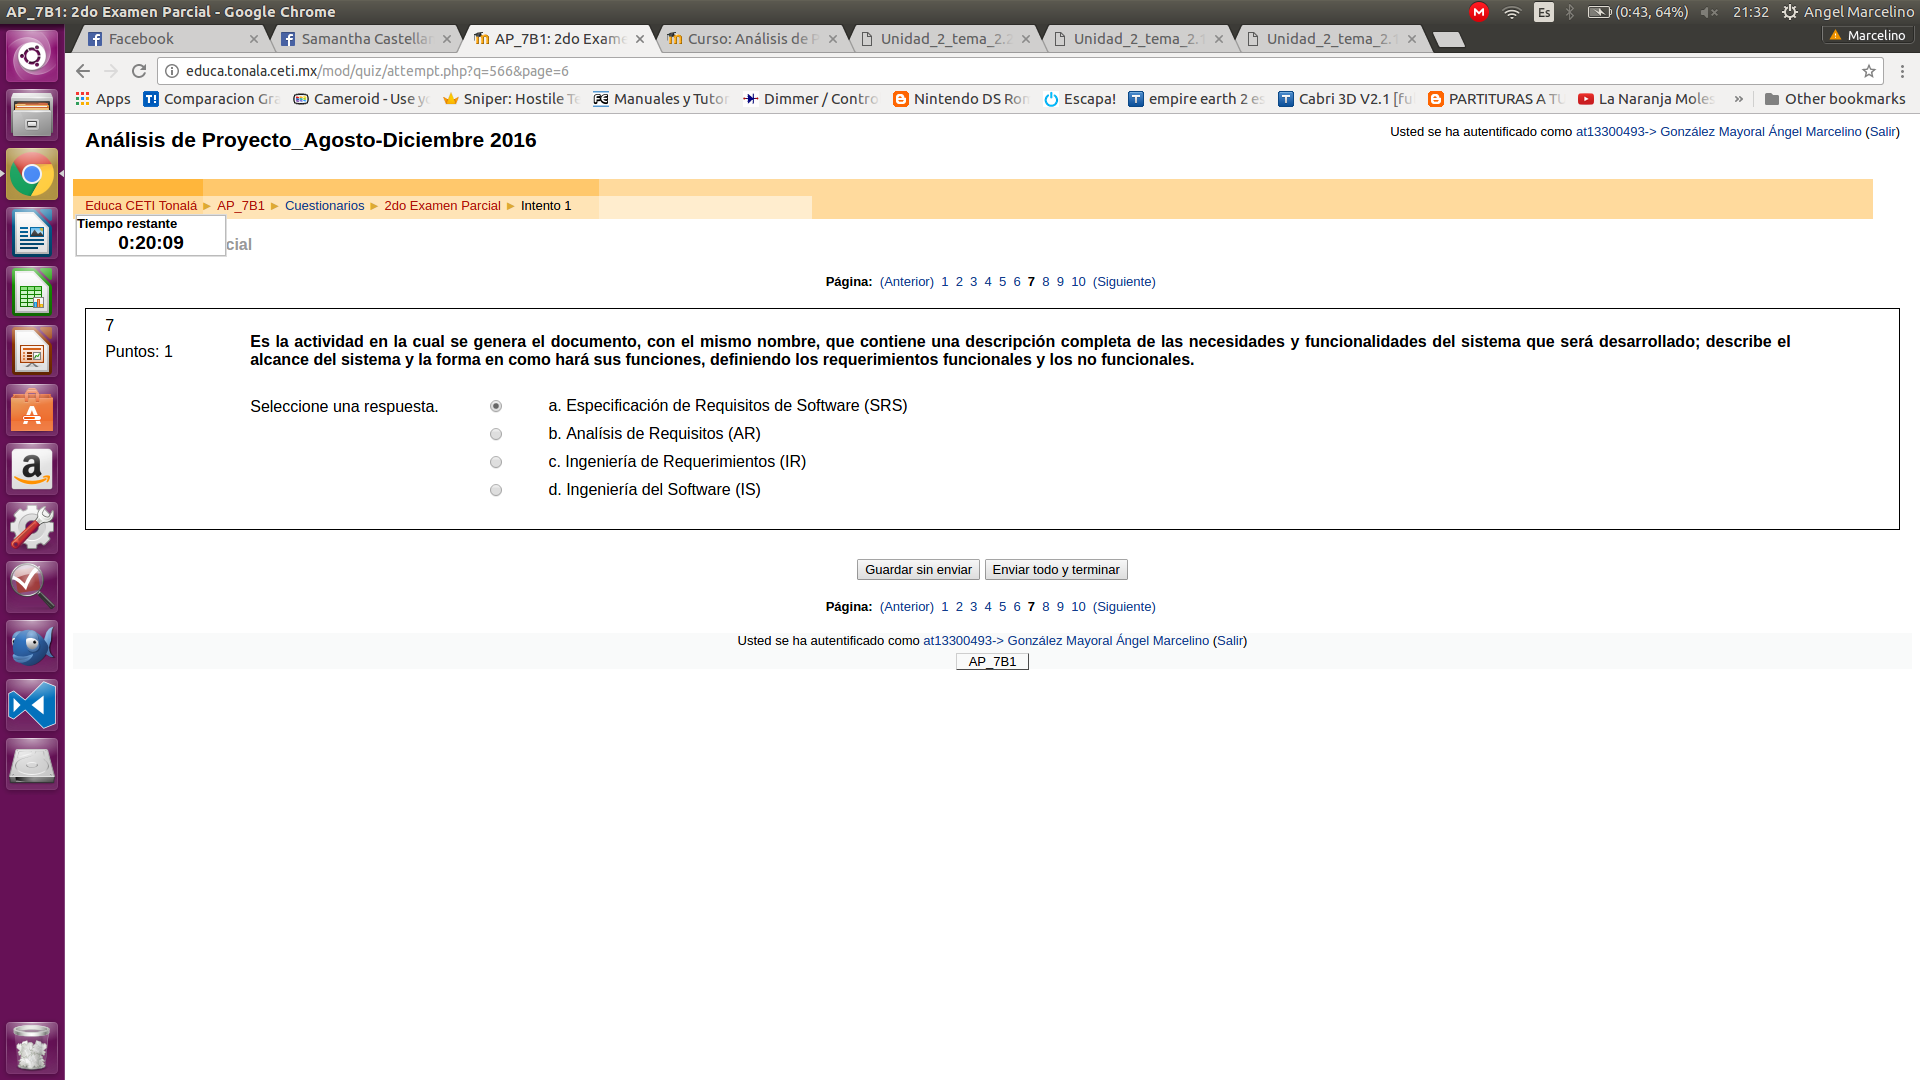 AP_7B1: 2do Examen Parcial - Google Chrome
Es
(0:43, 64%)
21:32
Angel Marcelino
Facebook
Samantha Castellar
AP_7B1: 2do Exame
Curso: Análisis de P
Unidad_2_tema_2.2
Unidad_2_tema_2.1
Unidad_2_tema_2.1
Marcelino
educa.tonala.ceti.mx/mod/quiz/attempt.php?q=566&page=6
Apps
Comparacion Gra
Cameroid - Use yo
Sniper: Hostile Te
Manuales y Tutor
Dimmer / Contro
Nintendo DS Rom
Escapa!
empire earth 2 es
Cabri 3D V2.1 [fu
PARTITURAS A TU
La Naranja Moles
»
Other bookmarks
Análisis de Proyecto_Agosto-Diciembre 2016
Usted se ha autentificado como at13300493-> González Mayoral Ángel Marcelino (Salir)
Educa CETI Tonalá ► AP_7B1 ► Cuestionarios ► 2do Examen Parcial ► Intento 1
Tiempo restante
0:20:09
cial
Página: (Anterior) 1 2 3 4 5 6 7 8 9 10 (Siguiente)
7
Puntos: 1
Es la actividad en la cual se genera el documento, con el mismo nombre, que contiene una descripción completa de las necesidades y funcionalidades del sistema que será desarrollado; describe el
alcance del sistema y la forma en como hará sus funciones, definiendo los requerimientos funcionales y los no funcionales.
Seleccione una respuesta.
a. Especificación de Requisitos de Software (SRS)
b. Analísis de Requisitos (AR)
c. Ingeniería de Requerimientos (IR)
d. Ingeniería del Software (IS)
Guardar sin enviar
Enviar todo y terminar
Página: (Anterior) 1 2 3 4 5 6 7 8 9 10 (Siguiente)
Usted se ha autentificado como at13300493-> González Mayoral Ángel Marcelino (Salir)
AP_7B1